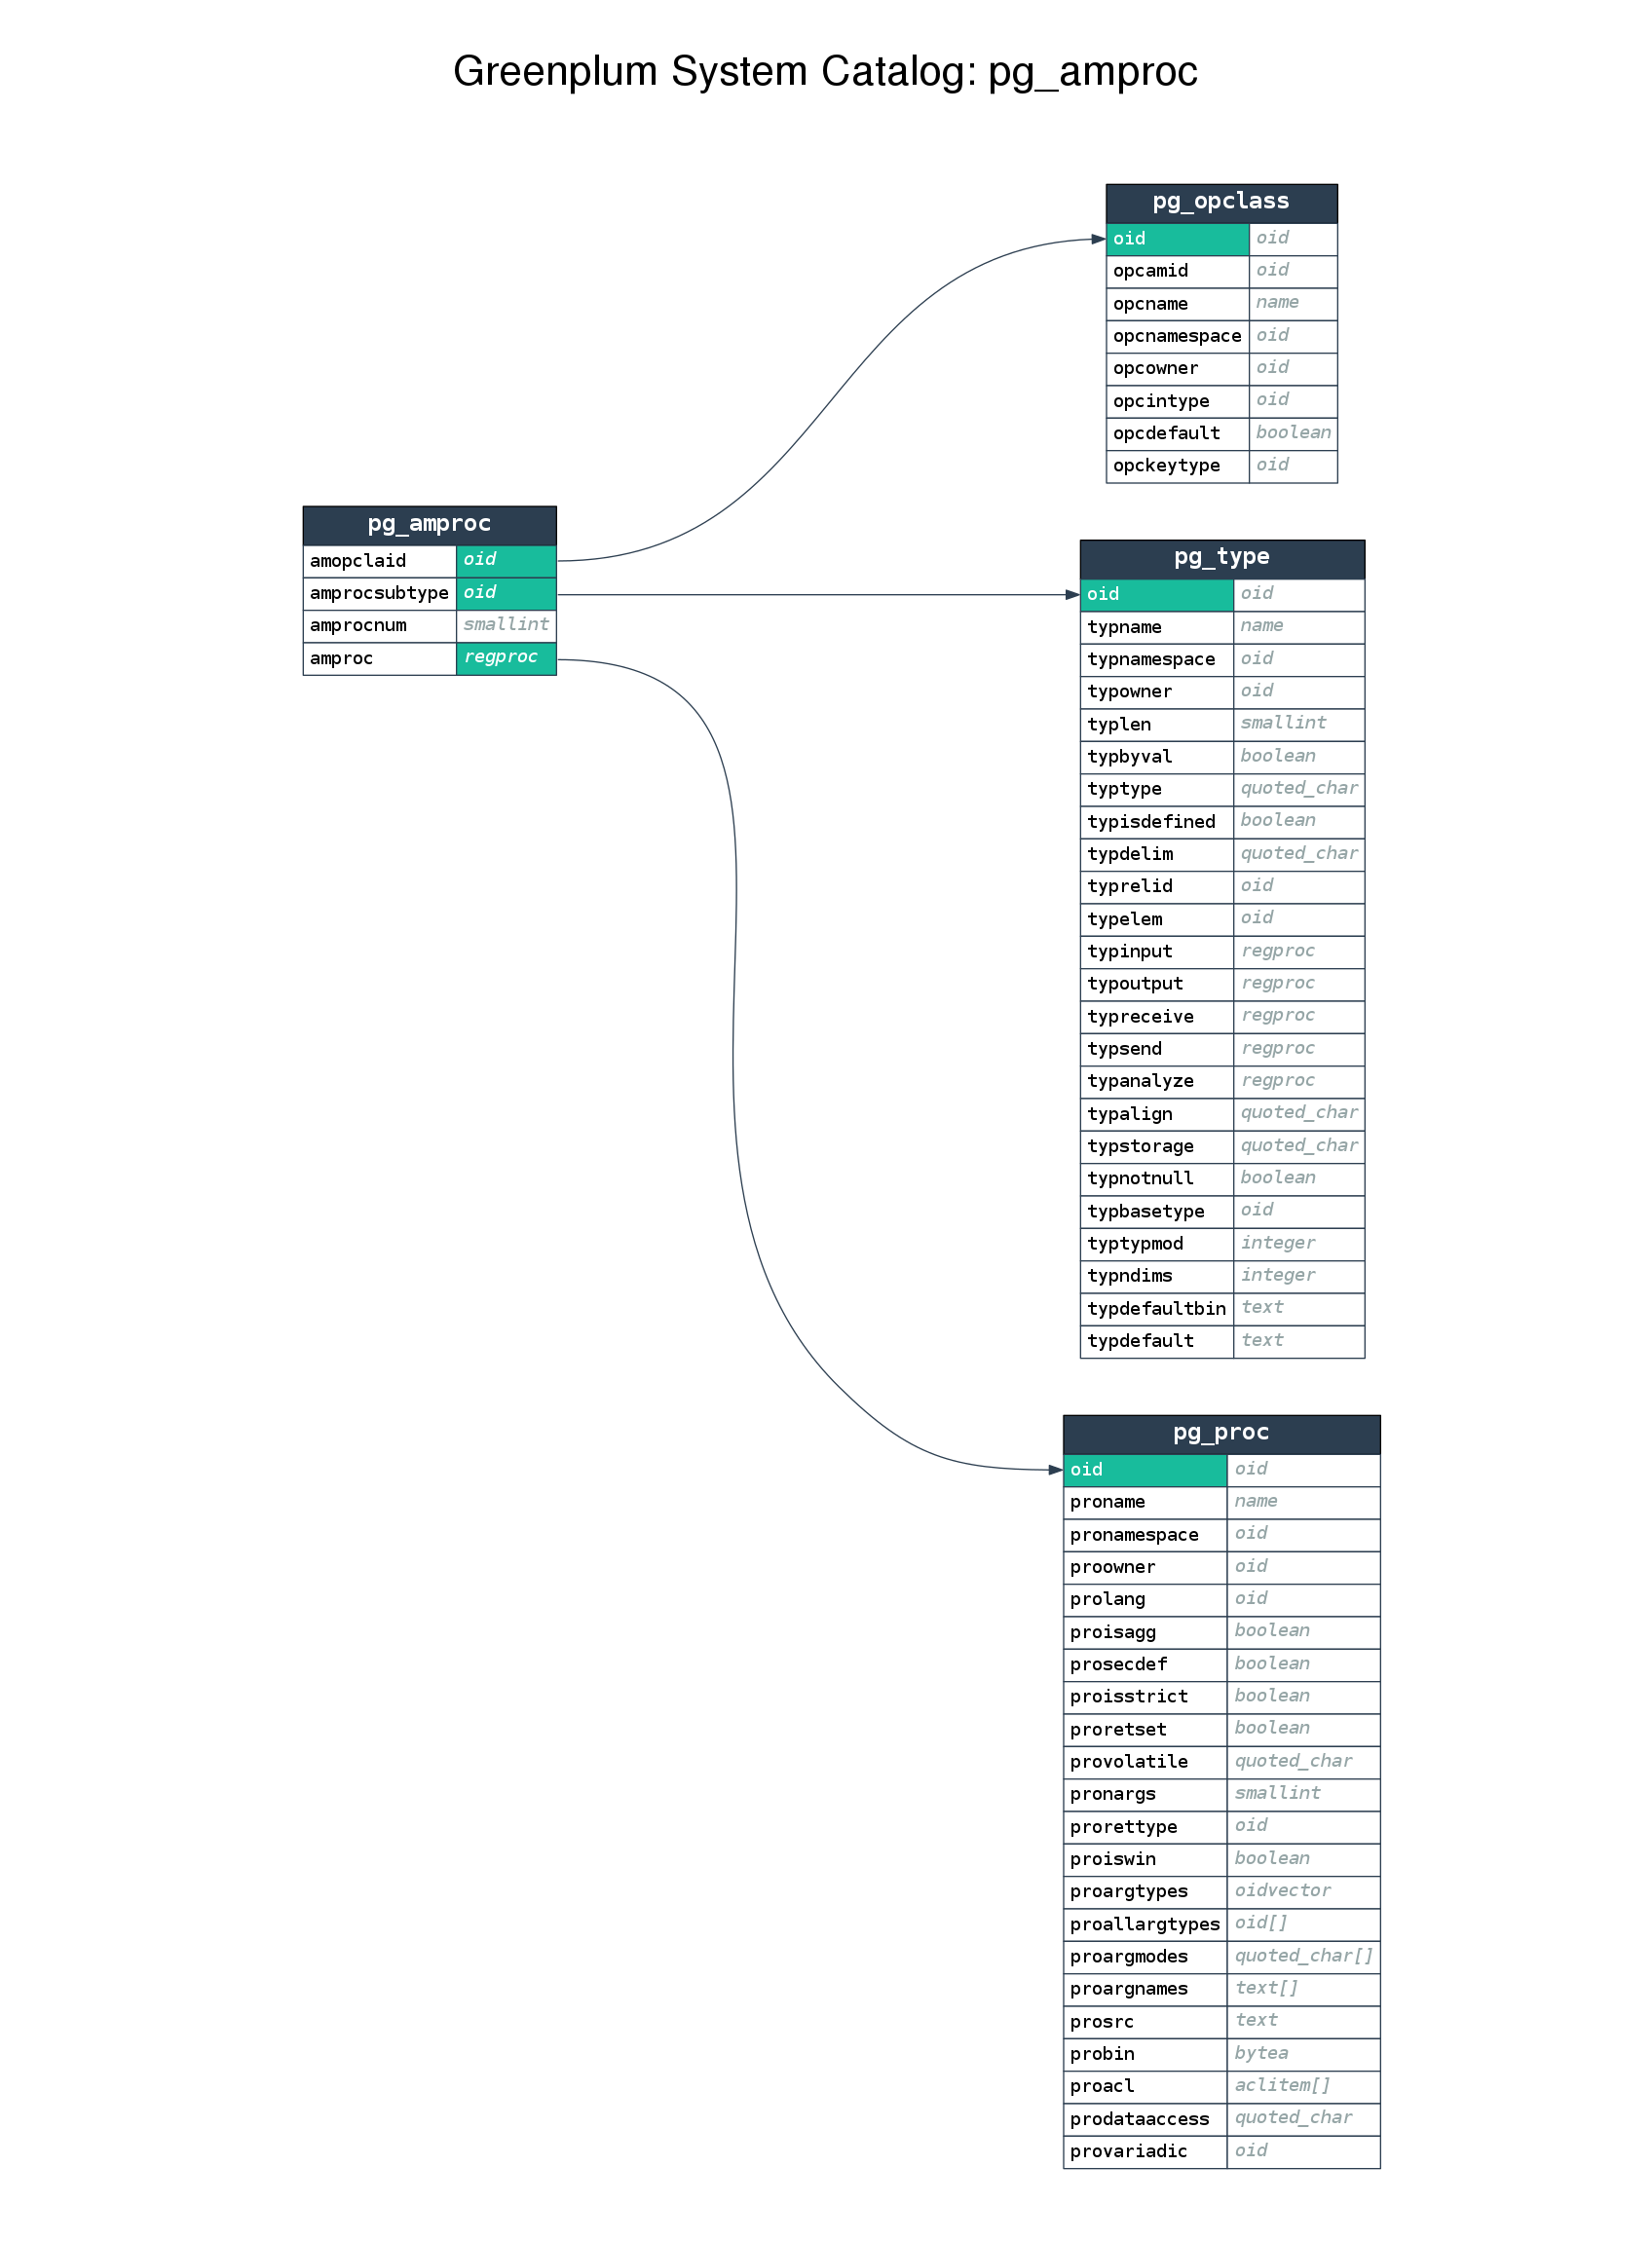 Greenplum System Catalog: pg_amproc
pg_opclass
oid oid
opcamid oid
opcname name
opcnamespace oid
opcowner oid
opcintype oid
opcdefault boolean
opckeytype oid
pg_amproc
amopclaid oid
amprocsubtype oid
amprocnum smallint
amproc regproc
pg_type
oid oid
typname name
typnamespace oid
typowner oid
typlen smallint
typbyval boolean
typtype quoted_char
typisdefined boolean
typdelim quoted_char
typrelid oid
typelem oid
typinput regproc
typoutput regproc
typreceive regproc
typsend regproc
typanalyze regproc
typalign quoted_char
typstorage quoted_char
typnotnull boolean
typbasetype oid
typtypmod integer
typndims integer
typdefaultbin text
typdefault text
pg_proc
oid oid
proname name
pronamespace oid
proowner oid
prolang oid
proisagg boolean
prosecdef boolean
proisstrict boolean
proretset boolean
provolatile quoted_char
pronargs smallint
prorettype oid
proiswin boolean
proargtypes oidvector
proallargtypes oid[]
proargmodes quoted_char[]
proargnames text[]
prosrc text
probin bytea
proacl aclitem[]
prodataaccess quoted_char
provariadic oid